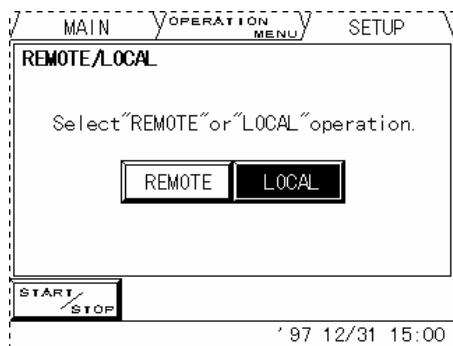 MAIN OPERATION MENU SETUP
REMOTE/LOCAL
Select"REMOTE"or"LOCAL"operation.
REMOTE LOCAL
START/STOP
'97 12/31 15:00